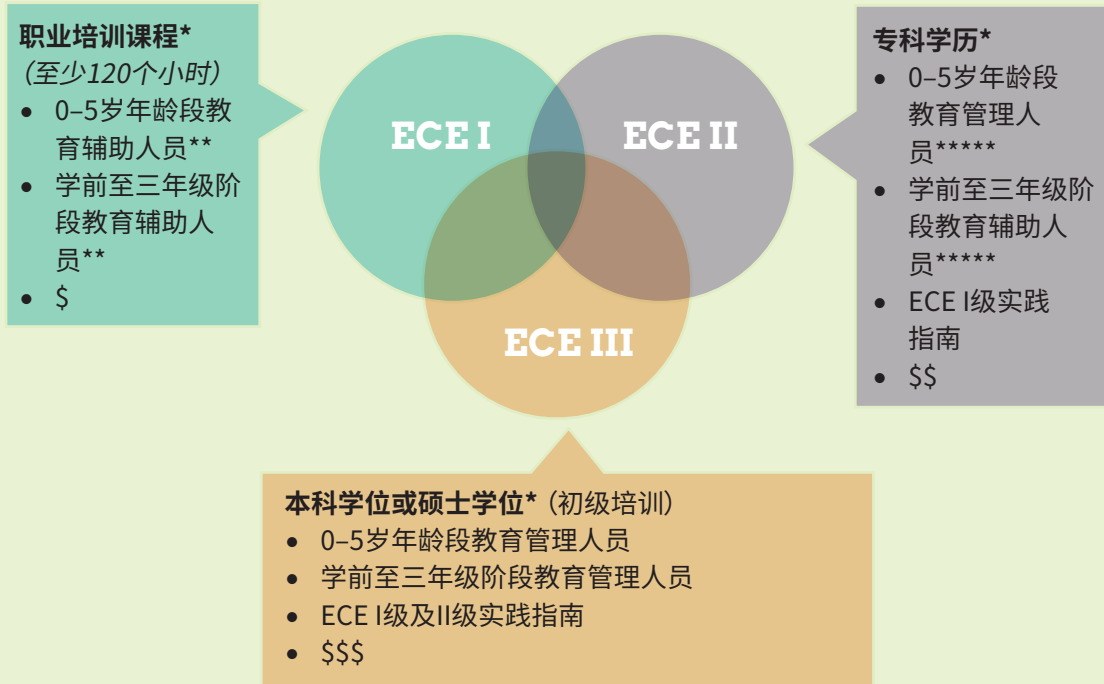 职业培训课程*
（至少120个小时）
• 0–5岁年龄段教
育辅助人员**
• 学前至三年级阶
段教育辅助人
员**
• $
ECE I
ECE II
ECE III
专科学历*
• 0–5岁年龄段
教育管理人
员*****
• 学前至三年级阶
段教育辅助人
员*****
• ECE I级实践
指南
• $$
本科学位或硕士学位*（初级培训）
• 0–5岁年龄段教育管理人员
• 学前至三年级阶段教育管理人员
• ECE I级及II级实践指南
• $$$